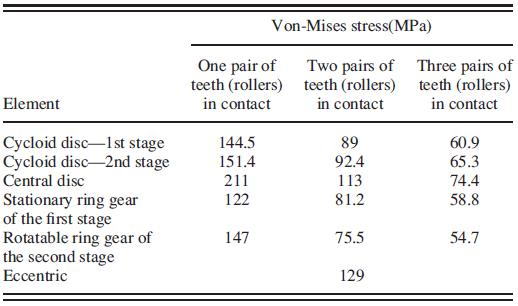 Von-Mises stress(MPa)
Element
One pair of teeth (rollers) in contact
Two pairs of teeth (rollers) in contact
Three pairs of teeth (rollers) in contact
Cycloid disc—1st stage 144.5 89 60.9
Cycloid disc—2nd stage 151.4 92.4 65.3
Central disc 211 113 74.4
Stationary ring gear 122 81.2 58.8
of the first stage
Rotatable ring gear of 147 75.5 54.7
the second stage
Eccentric 129